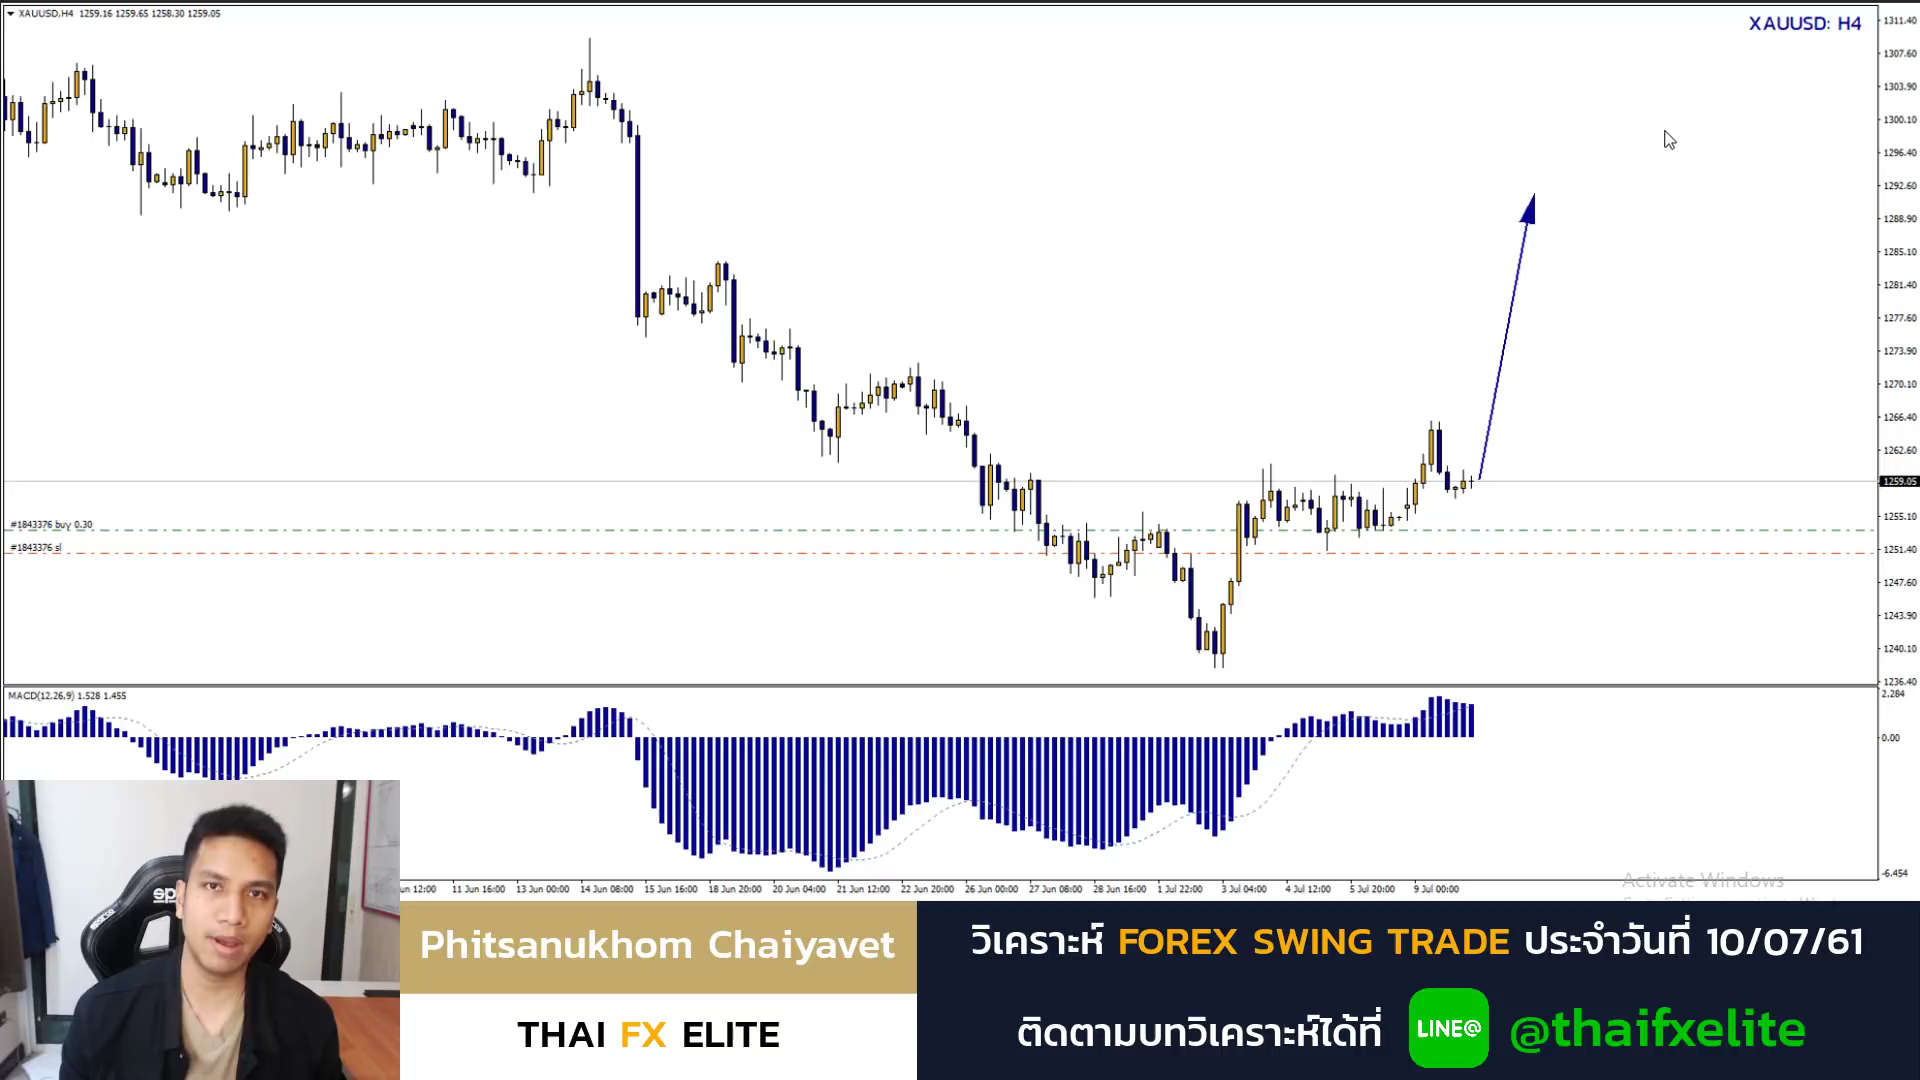 XAUUSD,H4 1259.16 1259.65 1258.30 1259.05
XAUUSD: H4
1311.40
1307.60
1303.90
1300.10
1296.40
1292.60
1288.90
1285.10
1281.40
1277.60
1273.90
1270.10
1266.40
1262.60
1259.05
1255.10
1251.40
1247.60
1243.90
1240.10
1236.40
#1843376 buy 0.30
#1843376 sl
MACD(12,26,9) 1.528 1.455
2.284
0.00
-6.454
un 12:00 11 Jun 16:00 13 Jun 00:00 14 Jun 08:00 15 Jun 16:00 18 Jun 20:00 20 Jun 04:00 21 Jun 12:00 22 Jun 20:00 26 Jun 00:00 27 Jun 08:00 28 Jun 16:00 1 Jul 22:00 3 Jul 04:00 4 Jul 12:00 5 Jul 20:00 9 Jul 00:00
Activate Windows
Phitsanukhom Chaiyavet
THAI FX ELITE
วิเคราะห์ FOREX SWING TRADE ประจำวันที่ 10/07/61
ติดตามบทวิเคราะห์ได้ที่ LINE@ @thaifxelite